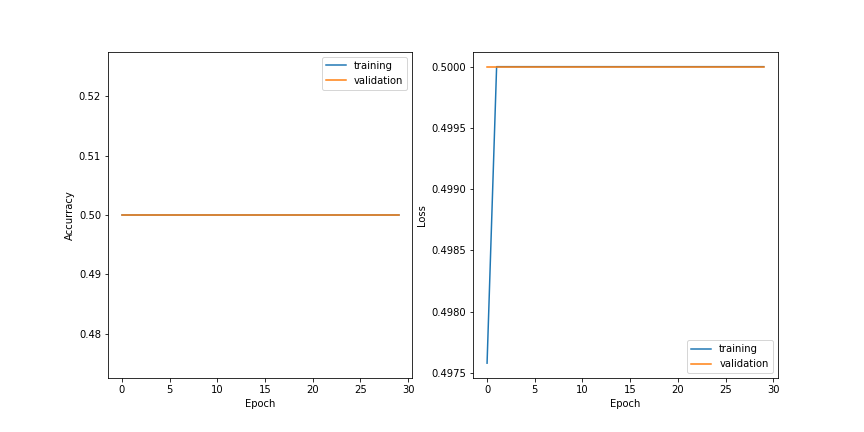 training
validation
0.52
0.51
0.50
0.49
0.48
Accurracy
0 5 10 15 20 25 30
Epoch
0.5000
0.4995
0.4990
0.4985
0.4980
0.4975
Loss
training
validation
0 5 10 15 20 25 30
Epoch